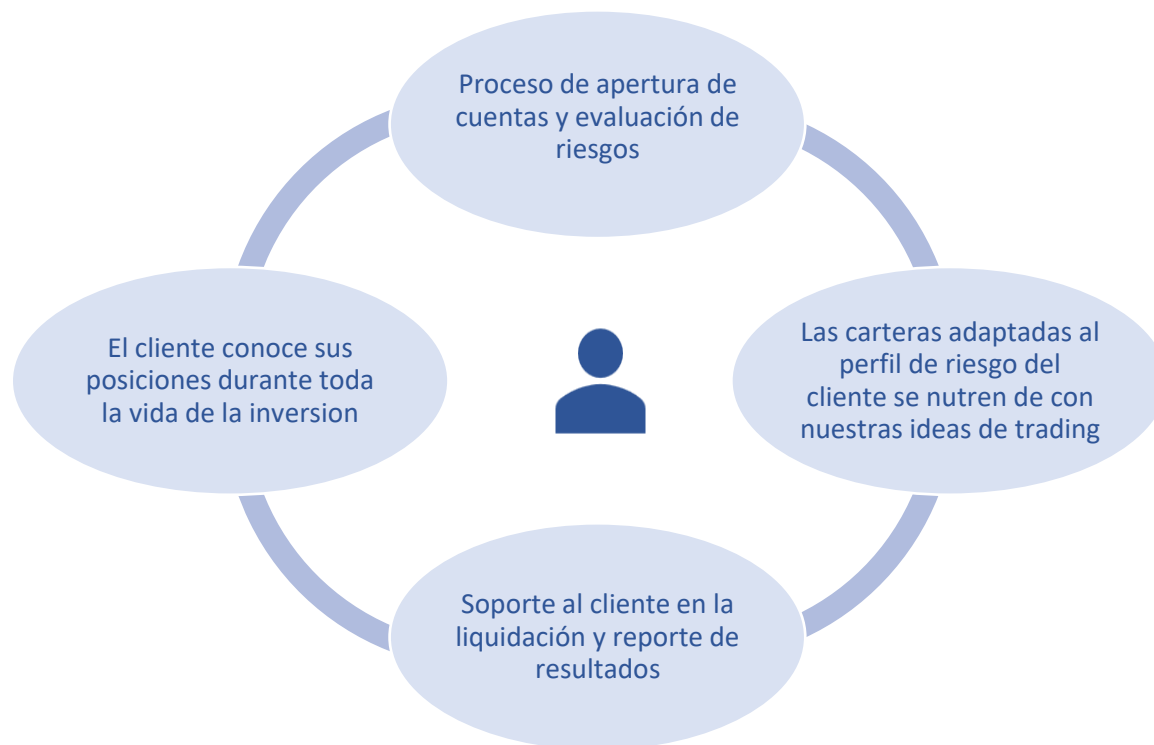 Proceso de apertura de
cuentas y evaluación de
riesgos
El cliente conoce sus
posiciones durante toda
la vida de la inversion
Las carteras adaptadas al
perfil de riesgo del
cliente se nutren de con
nuestras ideas de trading
Soporte al cliente en la
liquidación y reporte de
resultados